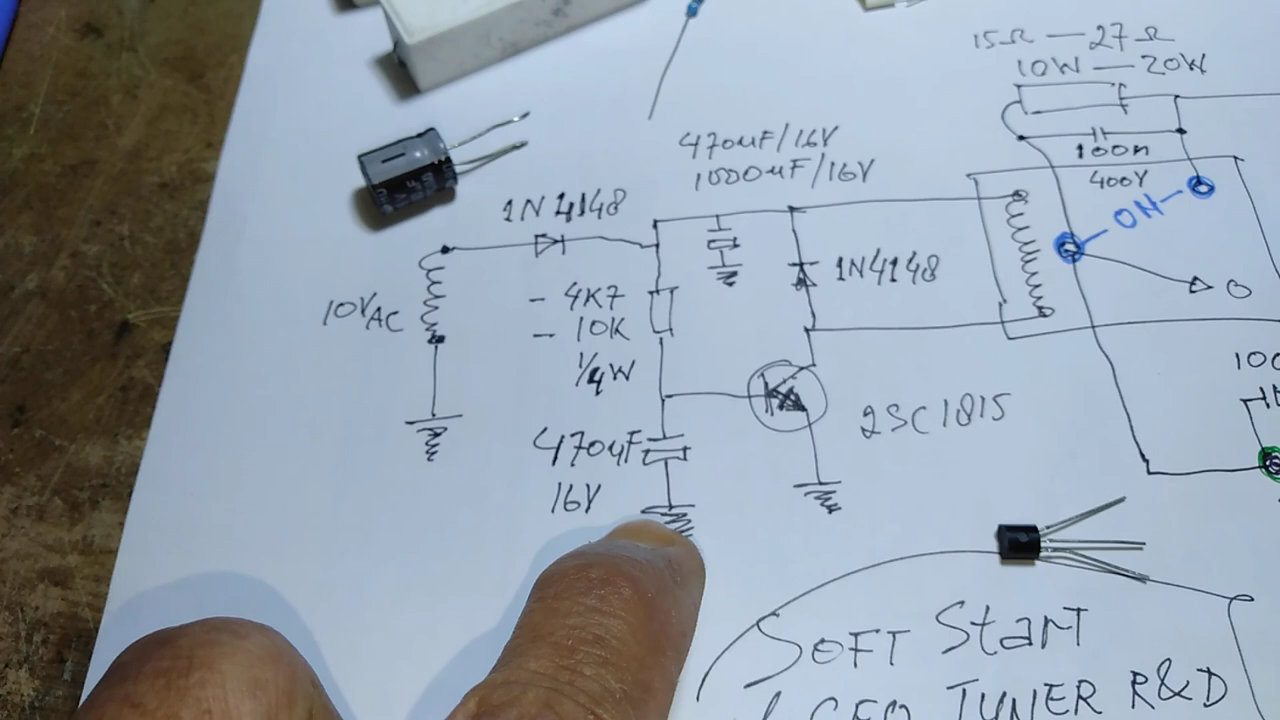 15Ω — 27Ω
10W — 20W
100n
400V
470uF/16V
1000uF/16V
1N4148
ON
1N4148
10VAC
- 4K7
- 10K
1/4W
470uF
16V
2SC1815
SOFT Start
TUNER R&D